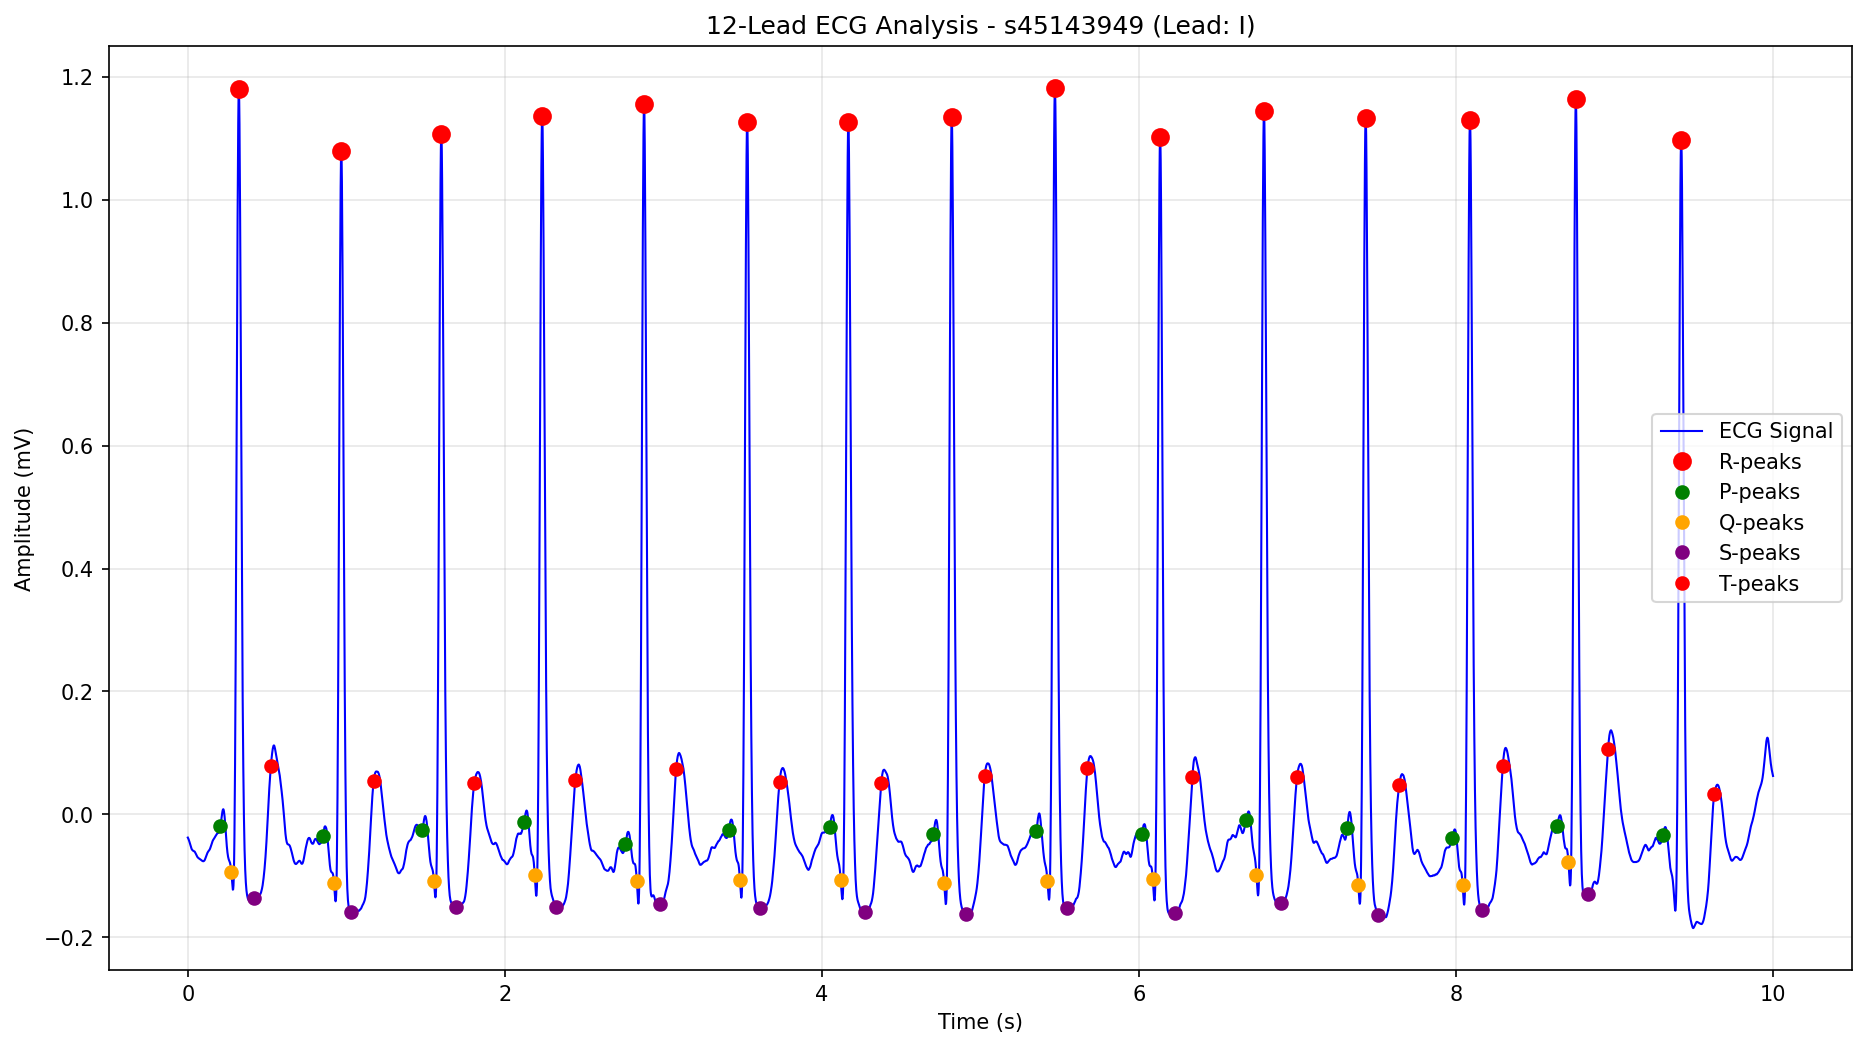 12-Lead ECG Analysis - s45143949 (Lead: I)
Amplitude (mV)
1.2
1.0
0.8
0.6
0.4
0.2
0.0
−0.2
ECG Signal
R-peaks
P-peaks
Q-peaks
S-peaks
T-peaks
0 2 4 6 8 10
Time (s)